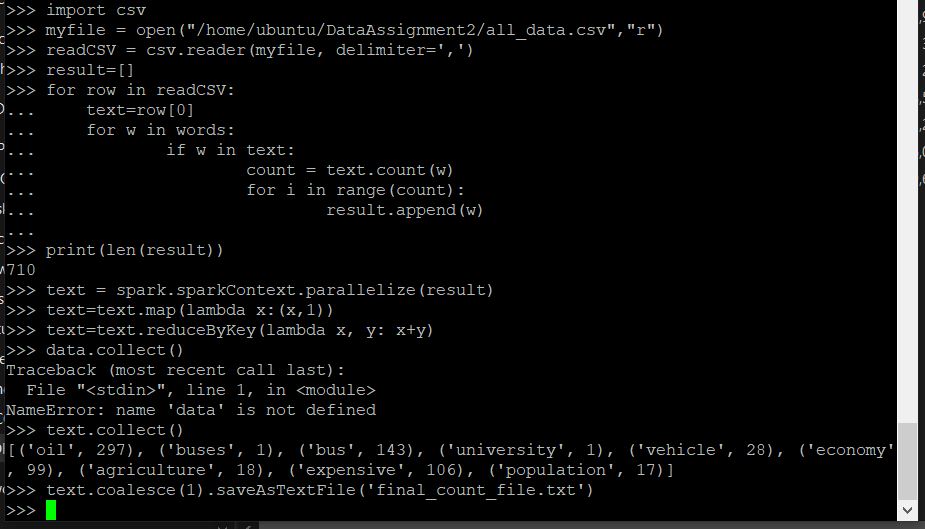 >>> import csv
>>> myfile = open("/home/ubuntu/DataAssignment2/all_data.csv","r")
>>> readCSV = csv.reader(myfile, delimiter=',')
>>> result=[]
>>> for row in readCSV:
...     text=row[0]
...     for w in words:
...             if w in text:
...                     count = text.count(w)
...                     for i in range(count):
...                             result.append(w)
...
>>> print(len(result))
710
>>> text = spark.sparkContext.parallelize(result)
>>> text=text.map(lambda x:(x,1))
>>> text=text.reduceByKey(lambda x, y: x+y)
>>> data.collect()
Traceback (most recent call last):
  File "<stdin>", line 1, in <module>
NameError: name 'data' is not defined
>>> text.collect()
[('oil', 297), ('buses', 1), ('bus', 143), ('university', 1), ('vehicle', 28), ('economy'
, 99), ('agriculture', 18), ('expensive', 106), ('population', 17)]
>>> text.coalesce(1).saveAsTextFile('final_count_file.txt')
>>>